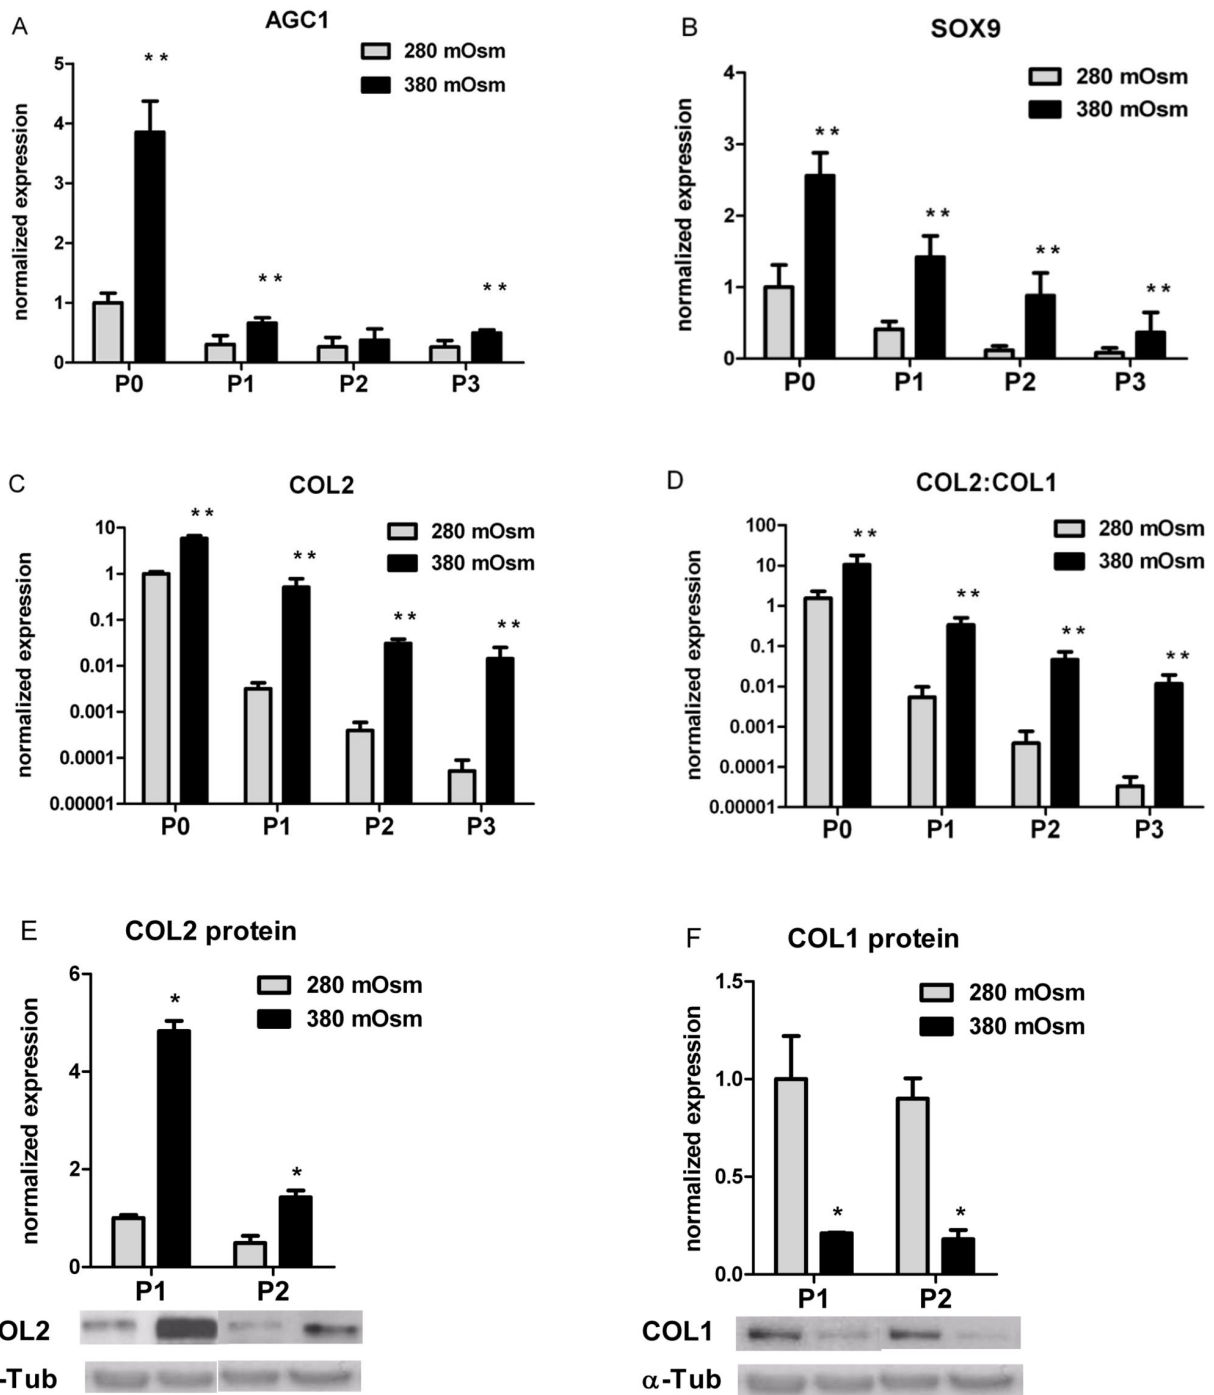 A
AGC1
280 mOsm
380 mOsm
normalized expression
5
4
3
2
1
0
**
**
**
P0
P1
P2
P3
B
SOX9
280 mOsm
380 mOsm
normalized expression
4
3
2
1
0
**
**
**
**
P0
P1
P2
P3
C
COL2
280 mOsm
380 mOsm
normalized expression
10
1
0.1
0.01
0.001
0.0001
0.00001
**
**
**
**
P0
P1
P2
P3
D
COL2:COL1
280 mOsm
380 mOsm
normalized expression
100
10
1
0.1
0.01
0.001
0.0001
0.00001
**
**
**
**
P0
P1
P2
P3
E
COL2 protein
280 mOsm
380 mOsm
normalized expression
6
4
2
0
*
*
P1
P2
OL2
-Tub
F
COL1 protein
280 mOsm
380 mOsm
normalized expression
1.5
1.0
0.5
0.0
*
*
P1
P2
COL1
α-Tub